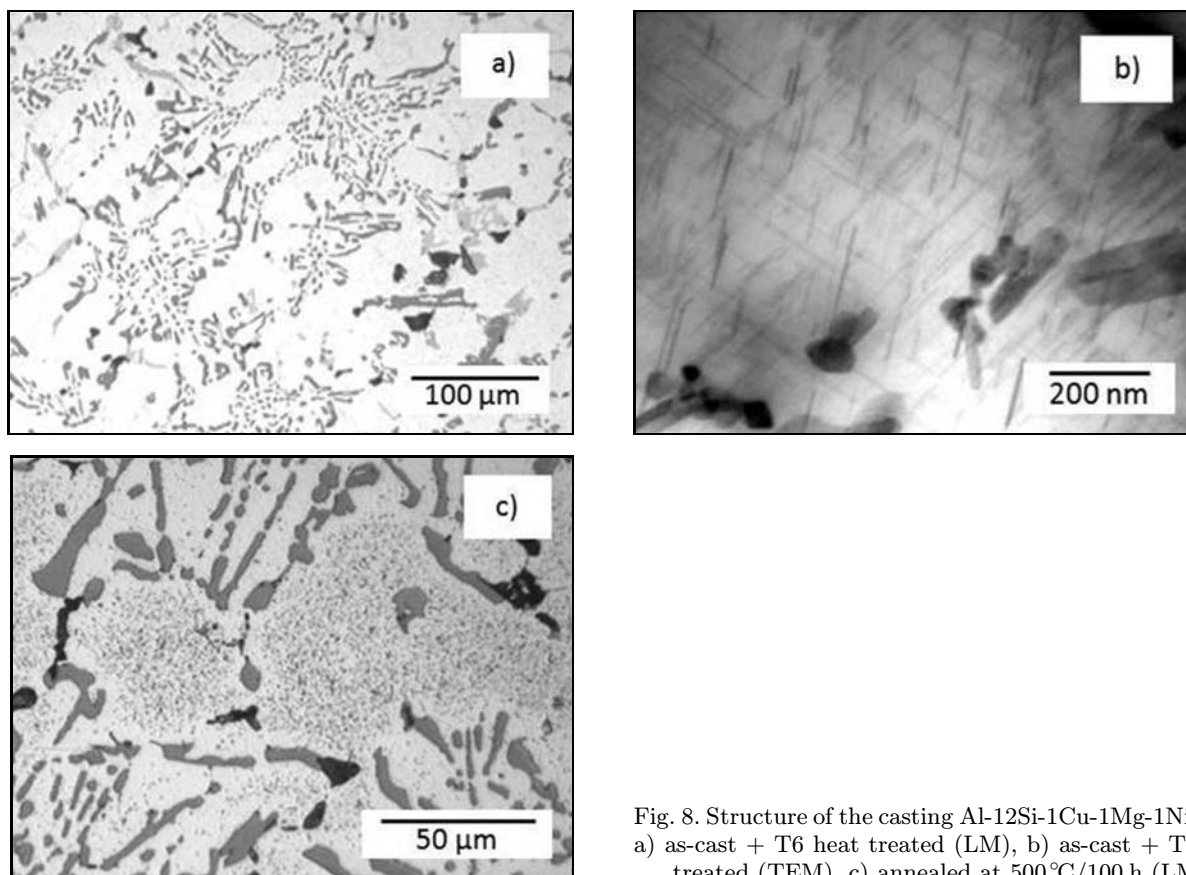 a)
100 µm
b)
200 nm
c)
50 µm
Fig. 8. Structure of the casting Al-12Si-1Cu-1Mg-1Ni
a) as-cast + T6 heat treated (LM), b) as-cast + T
treated (TEM), c) annealed at 500 °C/100 h (LM